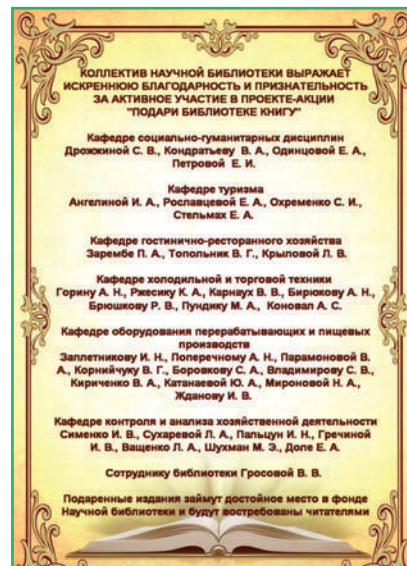 КОЛЛЕКТИВ НАУЧНОЙ БИБЛИОТЕКИ ВЫРАЖАЕТ
ИСКРЕННЮЮ БЛАГОДАРНОСТЬ И ПРИЗНАТЕЛЬНОСТЬ
ЗА АКТИВНОЕ УЧАСТИЕ В ПРОЕКТЕ-АКЦИИ
"ПОДАРИ БИБЛИОТЕКЕ КНИГУ"
Кафедре социально-гуманитарных дисциплин
Дрожжиной С. В., Кондратьеву В. А., Одинцовой Е. А.,
Петровой Е. И.
Кафедре туризма
Ангелиной И. А., Рославцевой Е. А., Охременко С. И.,
Стельмах Е. А.
Кафедре гостинично-ресторанного хозяйства
Зарембе П. А., Топольник В. Г., Крыловой Л. В.
Кафедре холодильной и торговой техники
Горину А. Н., Ржесику К. А., Карнаух В. В., Бирюкову А. Н.,
Брюшкову Р. В., Пундику М. А., Коновал А. С.
Кафедре оборудования перерабатывающих и пищевых
производств
Заплетникову И. Н., Поперечному А. Н., Парамоновой В.
А., Корнийчуку В. Г., Боровкову С. А., Владимирову С. В.,
Кириченко В. А., Катанаевой Ю. А., Мироновой Н. А.,
Жданову И. В.
Кафедре контроля и анализа хозяйственной деятельности
Сименко И. В., Сухаревой Л. А., Пальцун И. Н., Гречиной
И. В., Ващенко Л. А., Шухман М. Э., Доле Е. А.
Сотруднику библиотеки Гросовой В. В.
Подаренные издания займут достойное место в фонде
Научной библиотеки и будут востребованы читателями